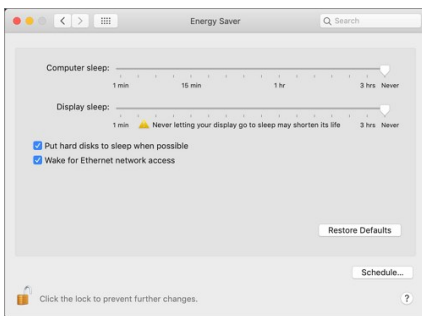 Energy Saver
Search
Computer sleep:
1 min 15 min 1 hr 3 hrs Never
Display sleep:
1 min Never letting your display go to sleep may shorten its life 3 hrs Never
Put hard disks to sleep when possible
Wake for Ethernet network access
Restore Defaults
Schedule...
Click the lock to prevent further changes.
?